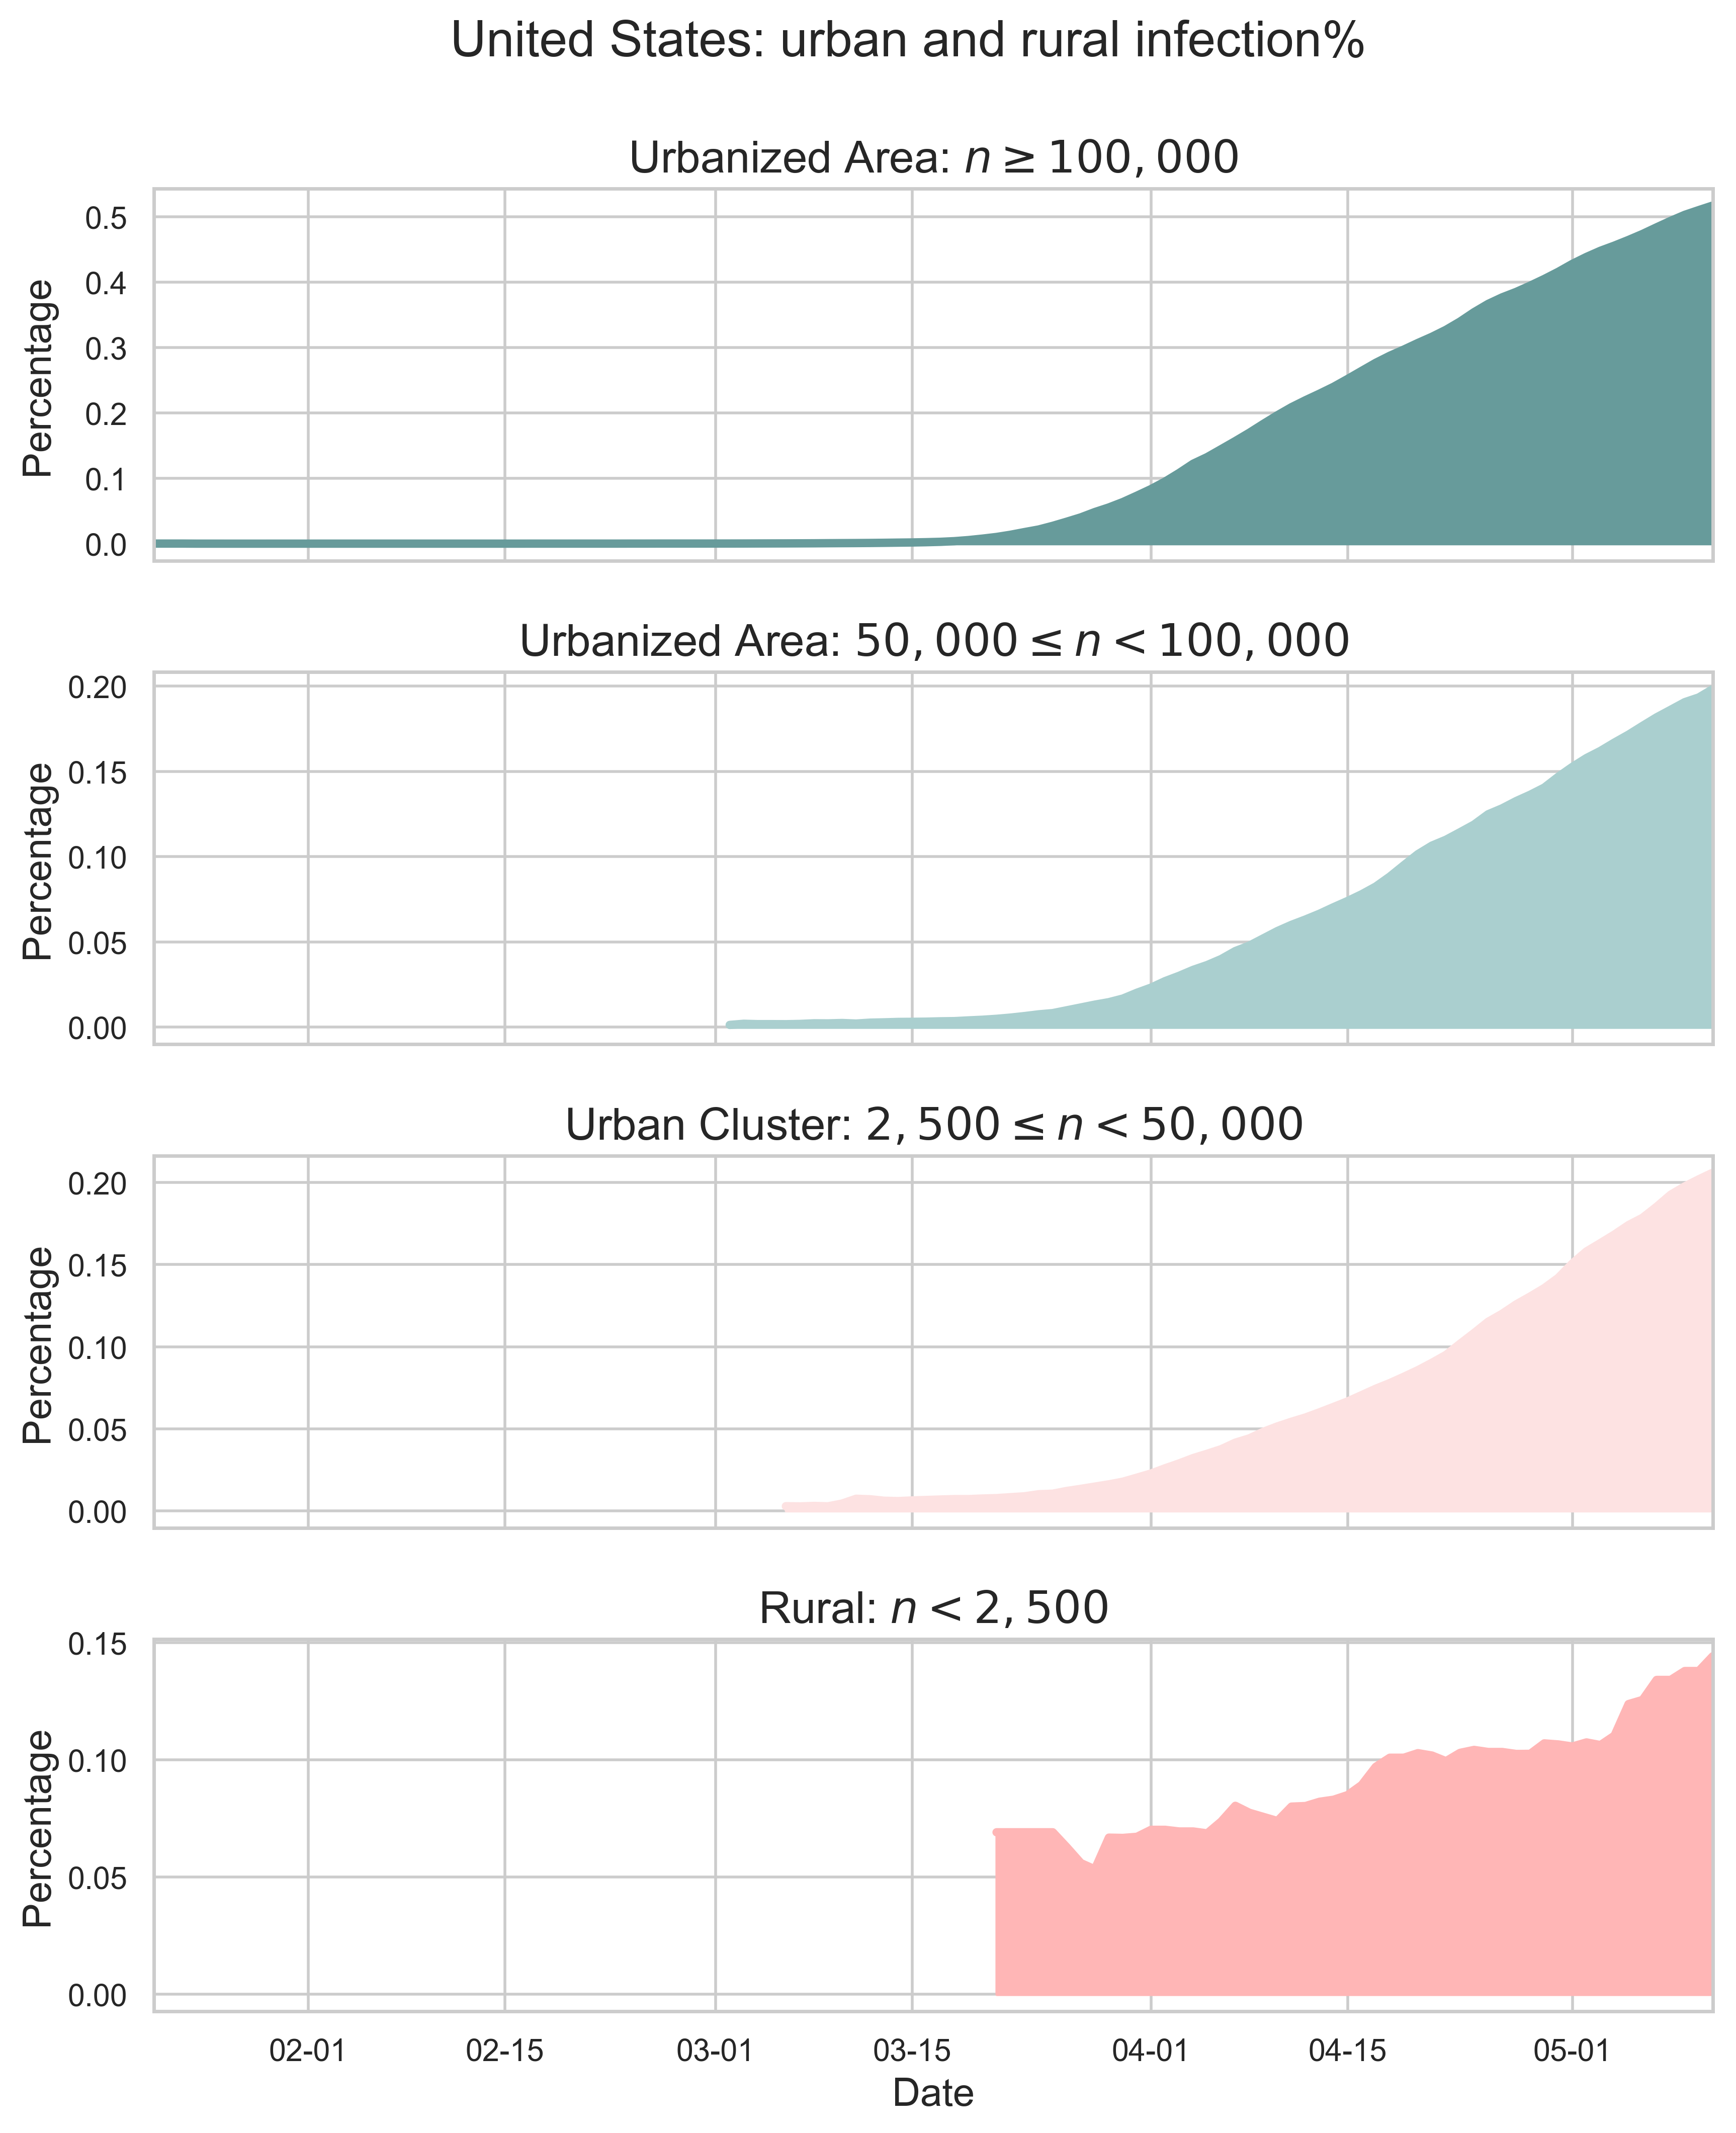 United States: urban and rural infection%
Urbanized Area: n ≥ 100,000
Percentage
0.5
0.4
0.3
0.2
0.1
0.0
Urbanized Area: 50,000 ≤ n < 100,000
Percentage
0.20
0.15
0.10
0.05
0.00
Urban Cluster: 2,500 ≤ n < 50,000
Percentage
0.20
0.15
0.10
0.05
0.00
Rural: n < 2,500
Percentage
0.15
0.10
0.05
0.00
02-01 02-15 03-01 03-15 04-01 04-15 05-01
Date